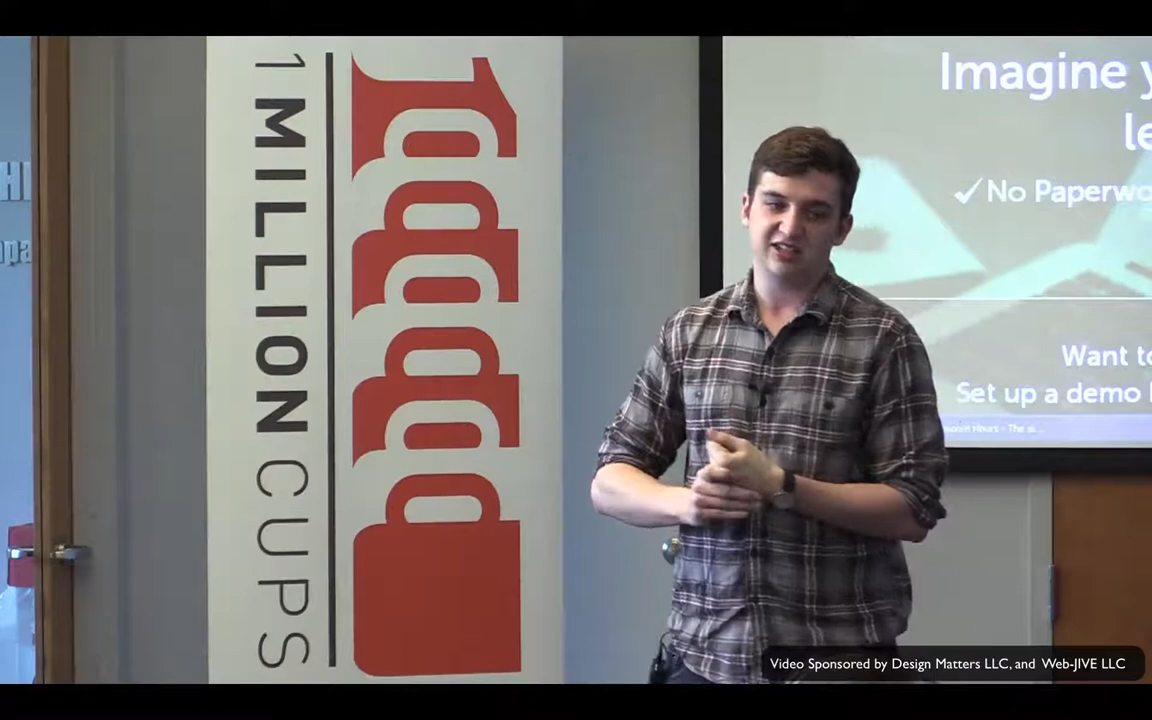 1 MILLION CUPS
Imagine
✓ No Paperwo
Want to
Set up a demo
Video Sponsored by Design Matters LLC, and Web-JIVE LLC